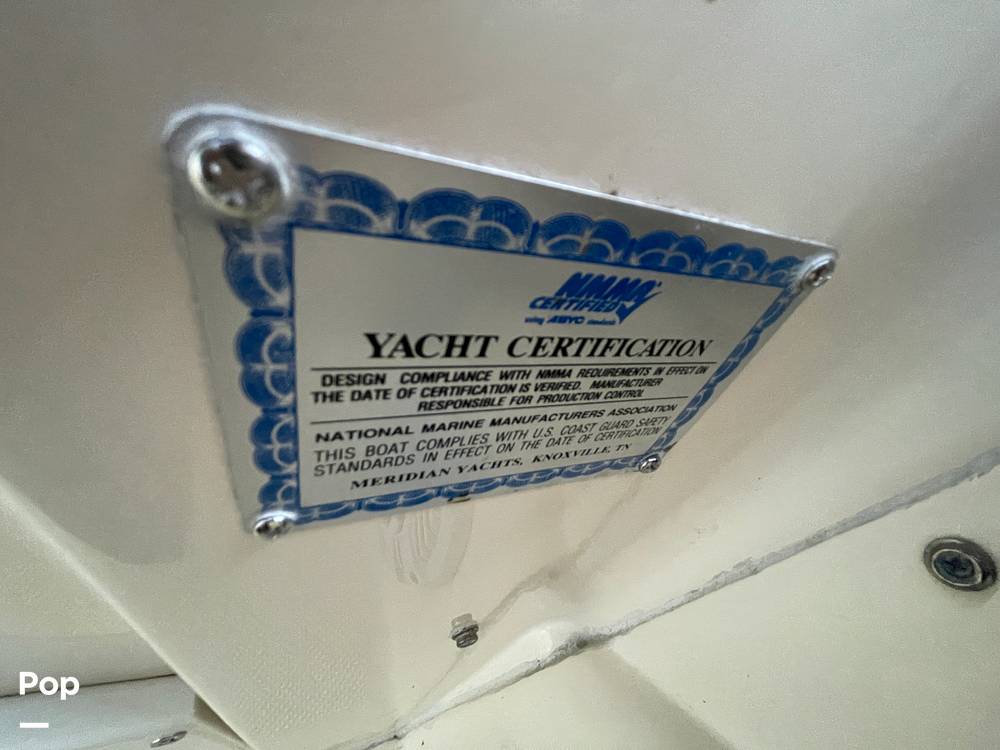 NMMA
CERTIFIED
using ABYC standards
YACHT CERTIFICATION
DESIGN COMPLIANCE WITH NMMA REQUIREMENTS IN EFFECT ON
THE DATE OF CERTIFICATION IS VERIFIED. MANUFACTURER
RESPONSIBLE FOR PRODUCTION CONTROL
NATIONAL MARINE MANUFACTURERS ASSOCIATION
THIS BOAT COMPLIES WITH U.S. COAST GUARD SAFETY
STANDARDS IN EFFECT ON THE DATE OF CERTIFICATION
MERIDIAN YACHTS, KNOXVILLE, TN
Pop